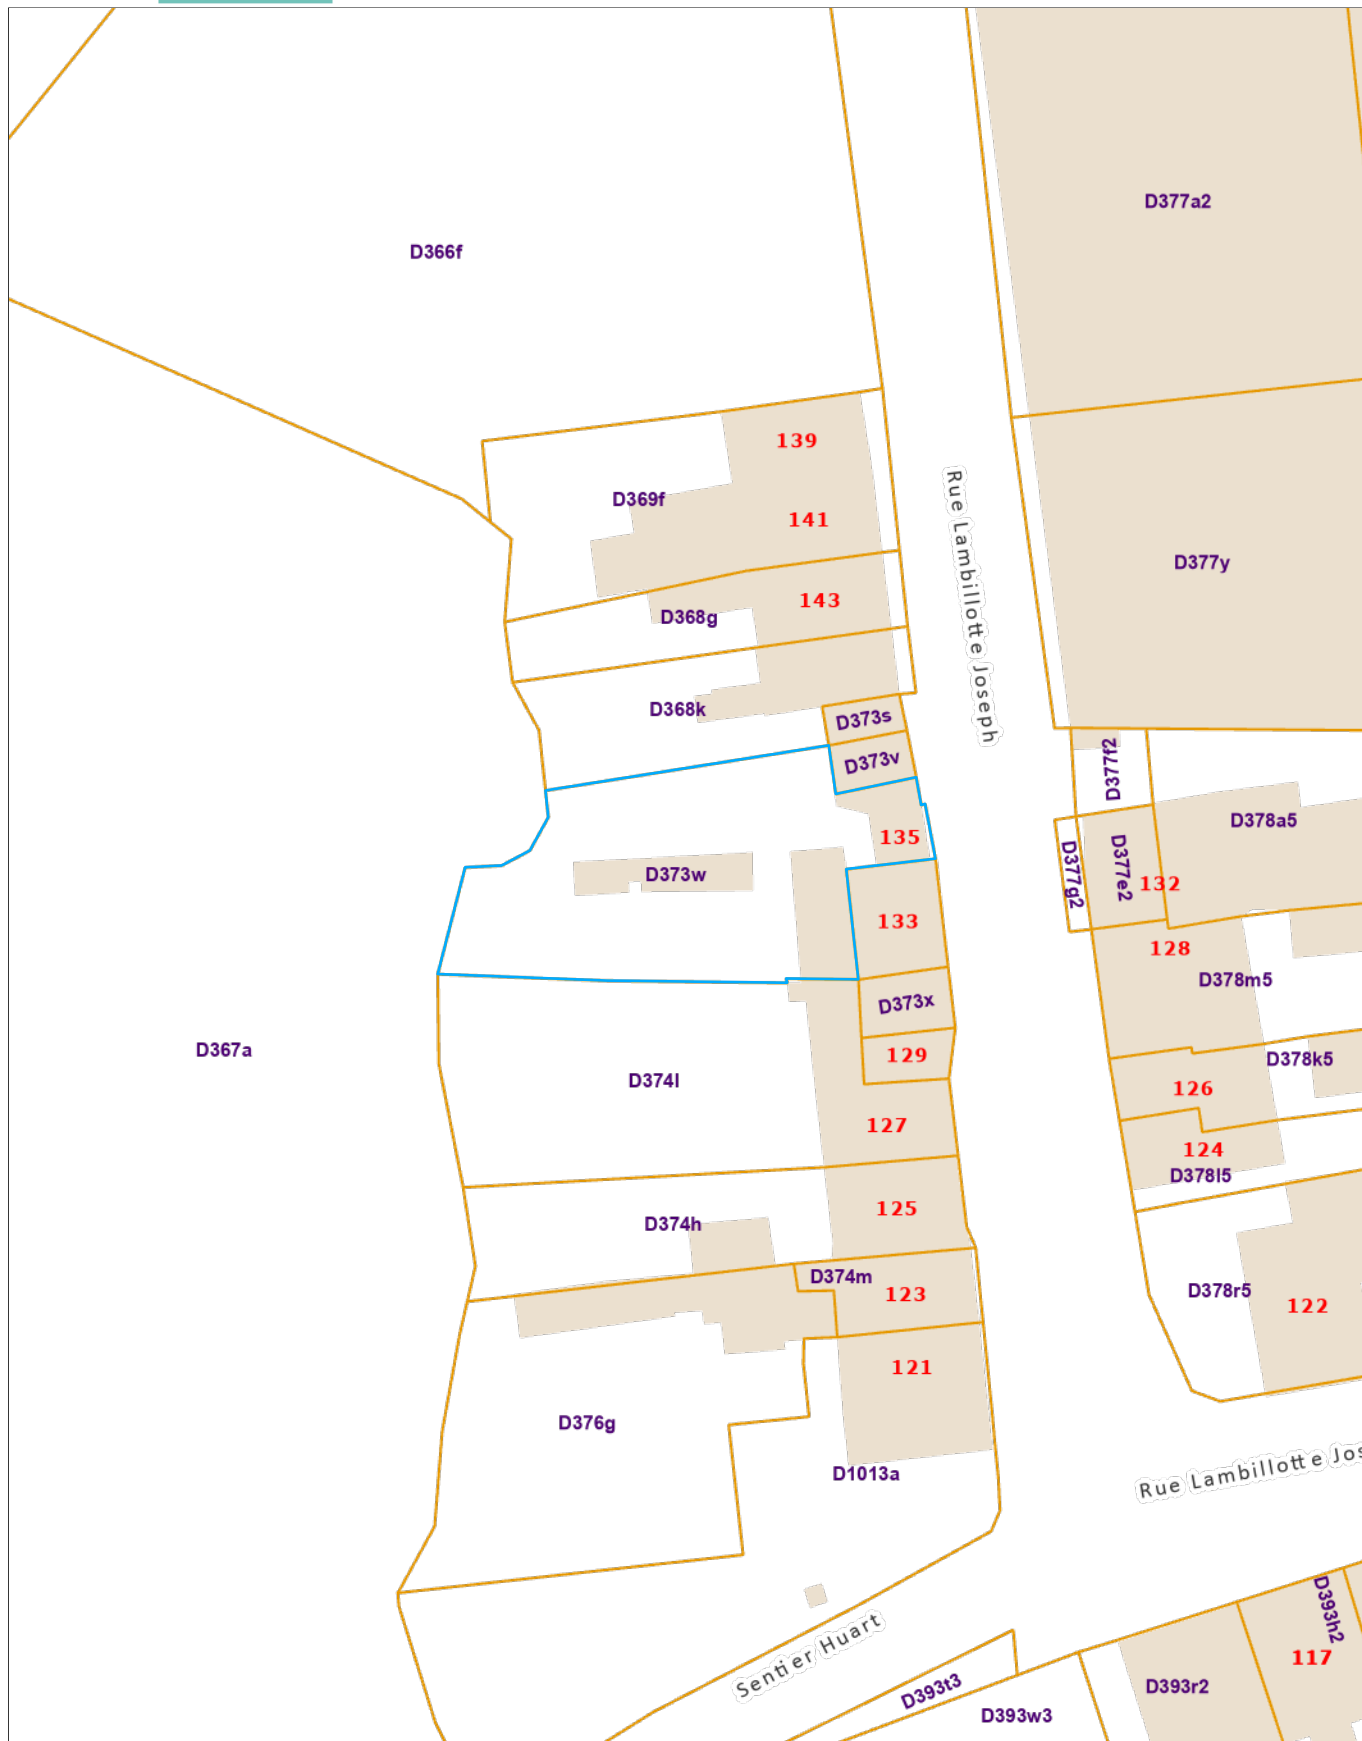 D377a2
D366f
139
D369f
141
Rue Lambillotte Joseph
D377y
143
D368g
D368k
D373s
D373v
D377f2
D378a5
135
D373w
D377g2
D377e2
132
133
128
D378m5
D373x
D367a
129
D378k5
D374l
126
127
124
D378l5
125
D374h
D374m
123
D378r5
122
121
D376g
D1013a
Rue Lambillotte Jos
Sentier Huart
D393h2
117
D393t3
D393r2
D393w3